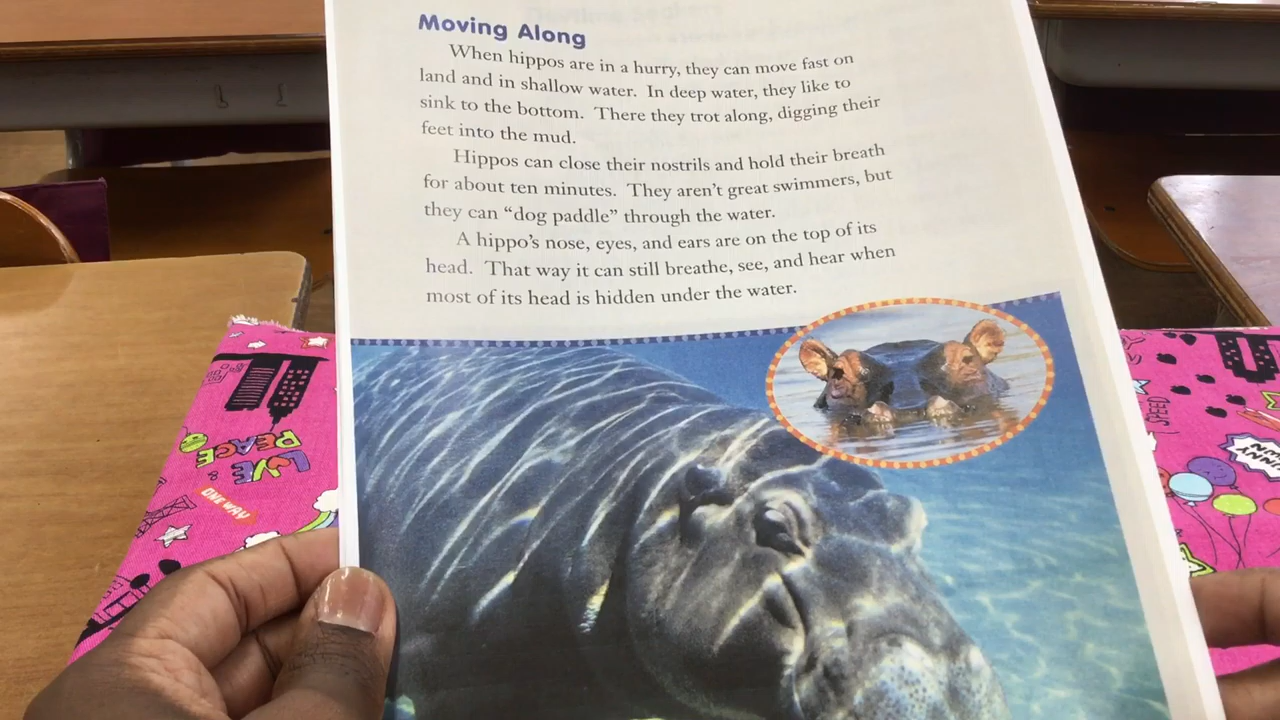 Moving Along
When hippos are in a hurry, they can move fast on
land and in shallow water. In deep water, they like to
sink to the bottom. There they trot along, digging their
feet into the mud.
Hippos can close their nostrils and hold their breath
for about ten minutes. They aren't great swimmers, but
they can "dog paddle" through the water.
A hippo's nose, eyes, and ears are on the top of its
head. That way it can still breathe, see, and hear when
most of its head is hidden under the water.
LOVE
PEACE
ONE WAY
SPEED